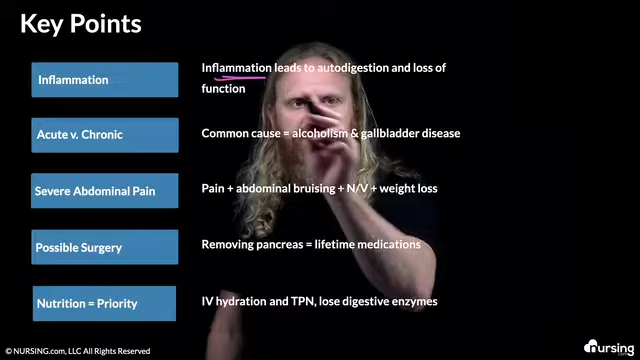 Key Points
Inflammation
Inflammation leads to autodigestion and loss of
function
Acute v. Chronic
Common cause = alcoholism & gallbladder disease
Severe Abdominal Pain
Pain + abdominal bruising + N/V + weight loss
Possible Surgery
Removing pancreas = lifetime medications
Nutrition = Priority
IV hydration and TPN, lose digestive enzymes
© NURSING.com, LLC All Rights Reserved
nursing
.com